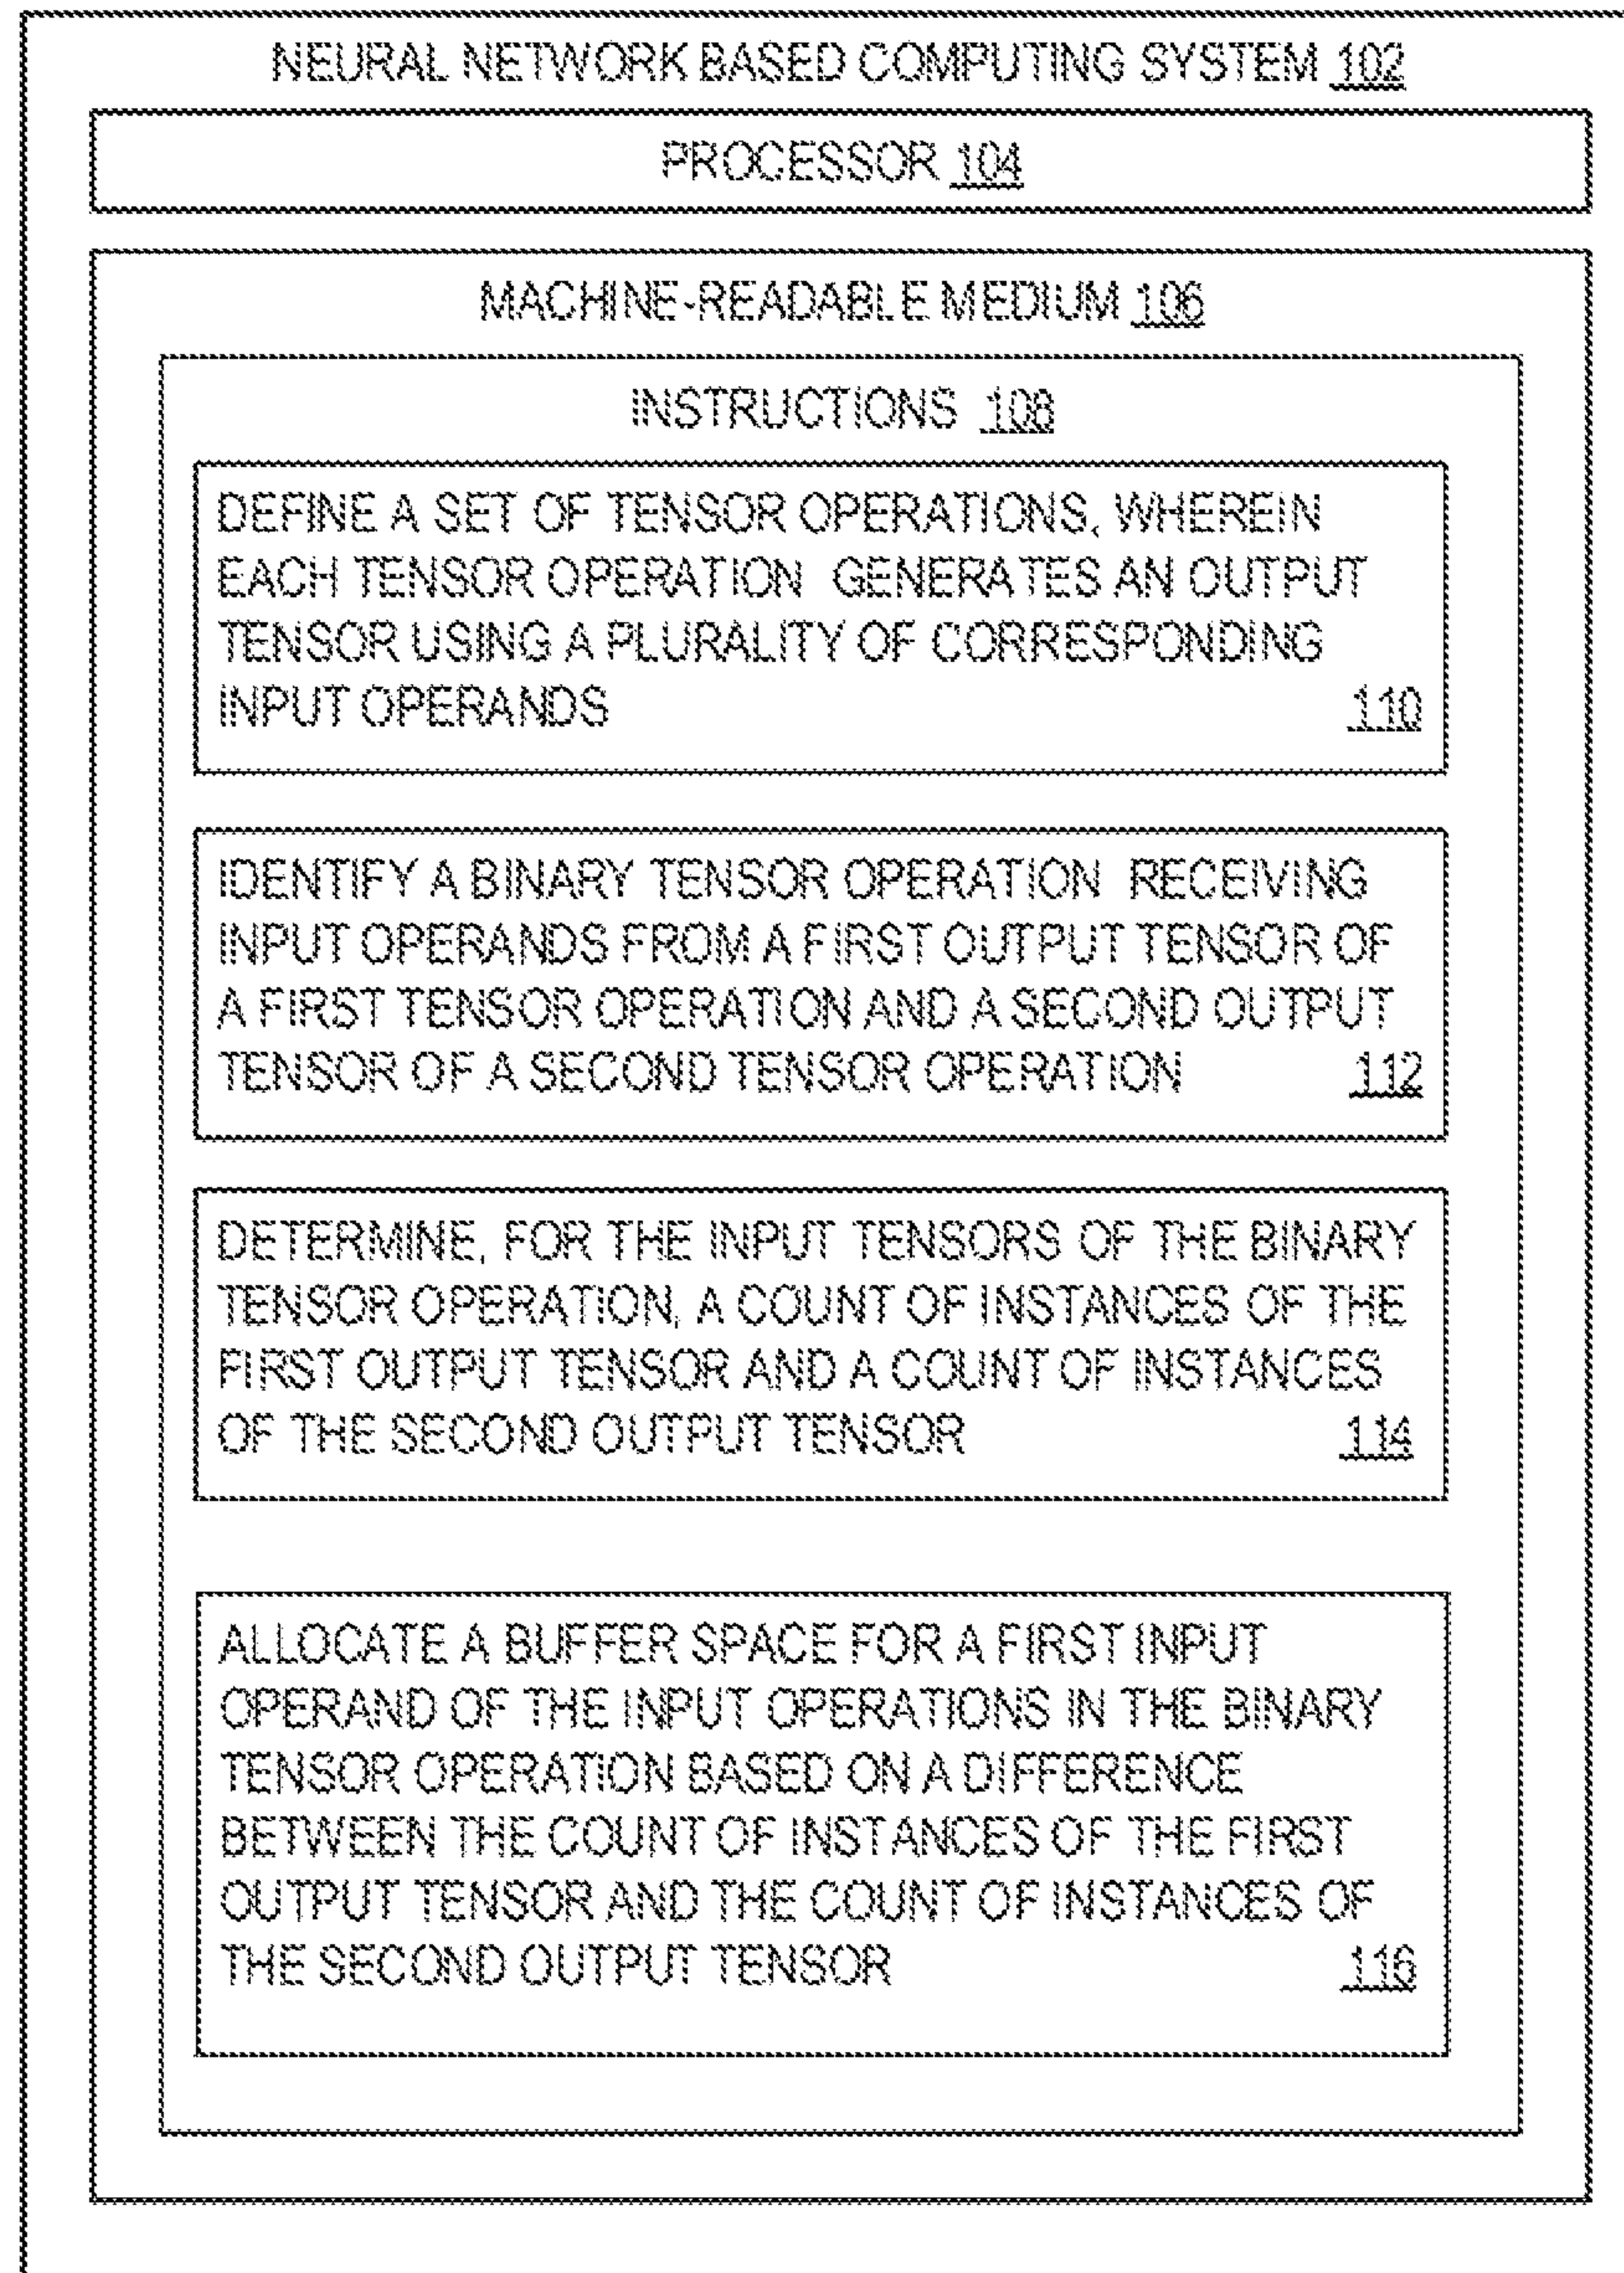 NEURAL NETWORK BASED COMPUTING SYSTEM 102
PROCESSOR 104
MACHINE-READABLE MEDIUM 106
INSTRUCTIONS 108
DEFINE A SET OF TENSOR OPERATIONS, WHEREIN
EACH TENSOR OPERATION GENERATES AN OUTPUT
TENSOR USING A PLURALITY OF CORRESPONDING
INPUT OPERANDS 110
IDENTIFY A BINARY TENSOR OPERATION RECEIVING
INPUT OPERANDS FROM A FIRST OUTPUT TENSOR OF
A FIRST TENSOR OPERATION AND A SECOND OUTPUT
TENSOR OF A SECOND TENSOR OPERATION 112
DETERMINE, FOR THE INPUT TENSORS OF THE BINARY
TENSOR OPERATION, A COUNT OF INSTANCES OF THE
FIRST OUTPUT TENSOR AND A COUNT OF INSTANCES
OF THE SECOND OUTPUT TENSOR 114
ALLOCATE A BUFFER SPACE FOR A FIRST INPUT
OPERAND OF THE INPUT OPERATIONS IN THE BINARY
TENSOR OPERATION BASED ON A DIFFERENCE
BETWEEN THE COUNT OF INSTANCES OF THE FIRST
OUTPUT TENSOR AND THE COUNT OF INSTANCES OF
THE SECOND OUTPUT TENSOR 116